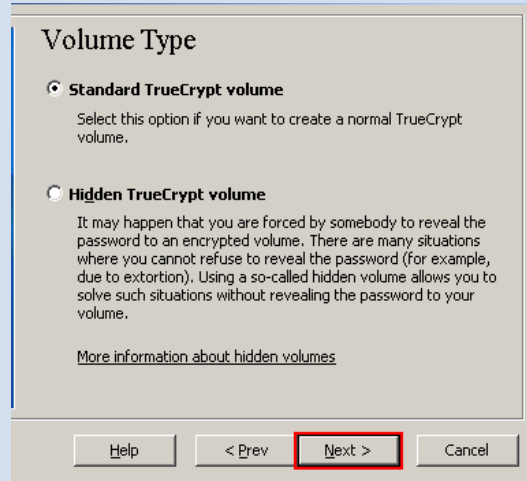 Volume Type
Standard TrueCrypt volume
Select this option if you want to create a normal TrueCrypt
volume.
Hidden TrueCrypt volume
It may happen that you are forced by somebody to reveal the
password to an encrypted volume. There are many situations
where you cannot refuse to reveal the password (for example,
due to extortion). Using a so-called hidden volume allows you to
solve such situations without revealing the password to your
volume.
More information about hidden volumes
Help < Prev Next > Cancel